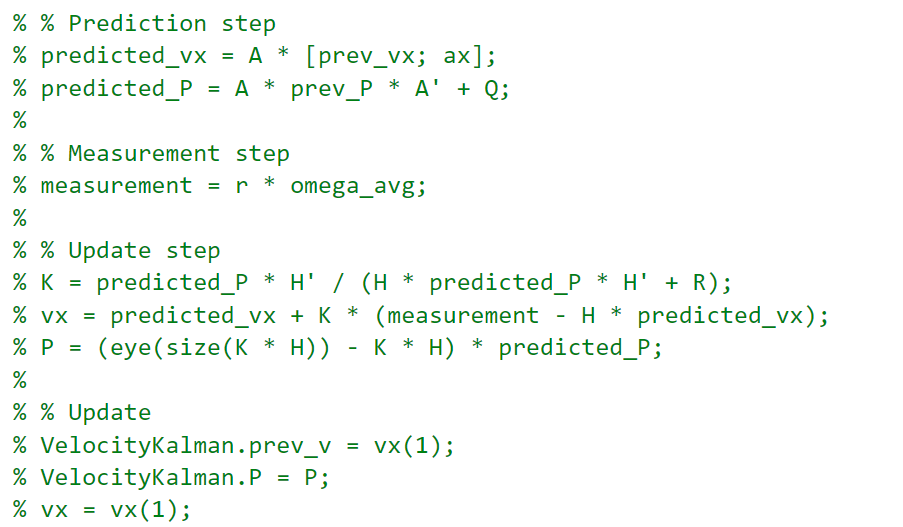 % % Prediction step
% predicted_vx = A * [prev_vx; ax];
% predicted_P = A * prev_P * A' + Q;
%
% % Measurement step
% measurement = r * omega_avg;
%
% % Update step
% K = predicted_P * H' / (H * predicted_P * H' + R);
% vx = predicted_vx + K * (measurement - H * predicted_vx);
% P = (eye(size(K * H)) - K * H) * predicted_P;
%
% % Update
% VelocityKalman.prev_v = vx(1);
% VelocityKalman.P = P;
% vx = vx(1);